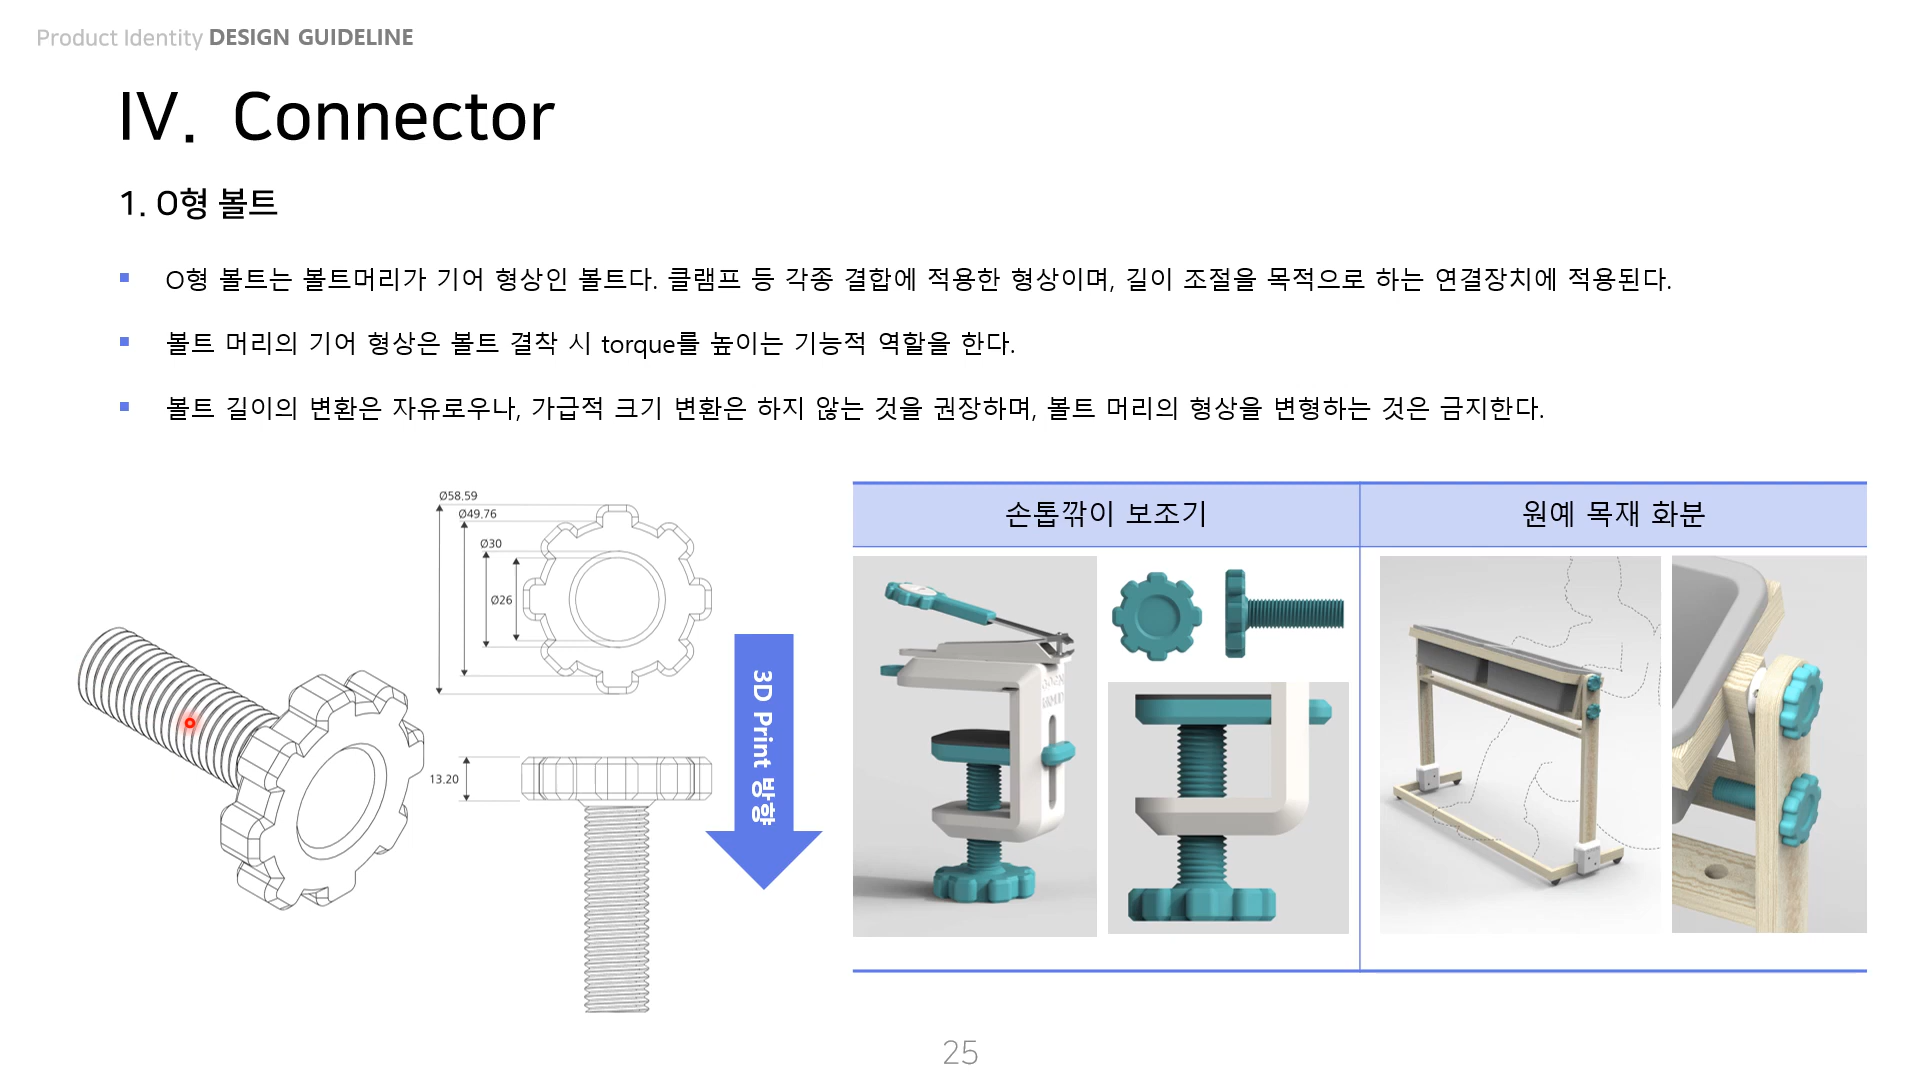 Product Identity DESIGN GUIDELINE
Ⅳ. Connector
1. O형 볼트
▪ O형 볼트는 볼트머리가 기어 형상인 볼트다. 클램프 등 각종 결합에 적용한 형상이며, 길이 조절을 목적으로 하는 연결장치에 적용된다.
▪ 볼트 머리의 기어 형상은 볼트 결착 시 torque를 높이는 기능적 역할을 한다.
▪ 볼트 길이의 변환은 자유로우나, 가급적 크기 변환은 하지 않는 것을 권장하며, 볼트 머리의 형상을 변형하는 것은 금지한다.
Ø58.59
Ø49.76
Ø30
Ø26
13.20
3D Print 방향
손톱깎이 보조기
원예 목재 화분
25